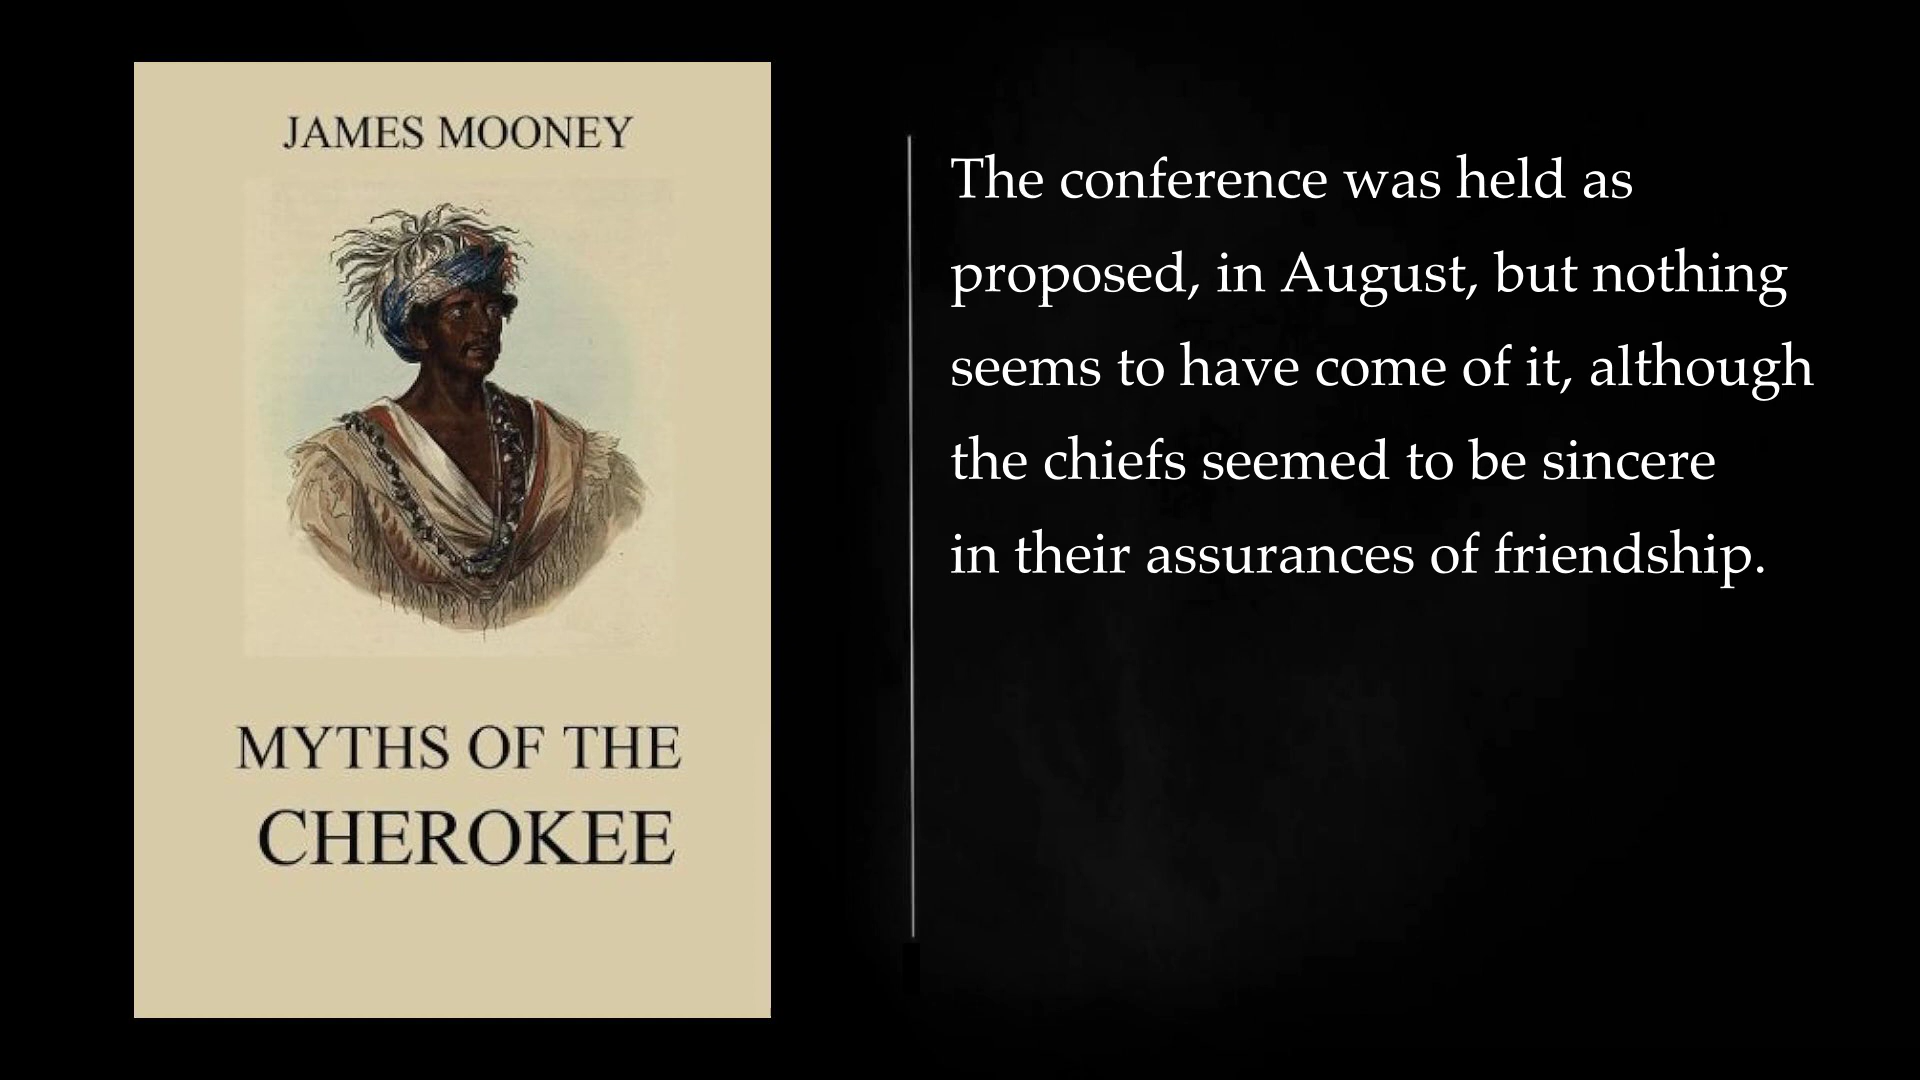 JAMES MOONEY
MYTHS OF THE
CHEROKEE
The conference was held as
proposed, in August, but nothing
seems to have come of it, although
the chiefs seemed to be sincere
in their assurances of friendship.